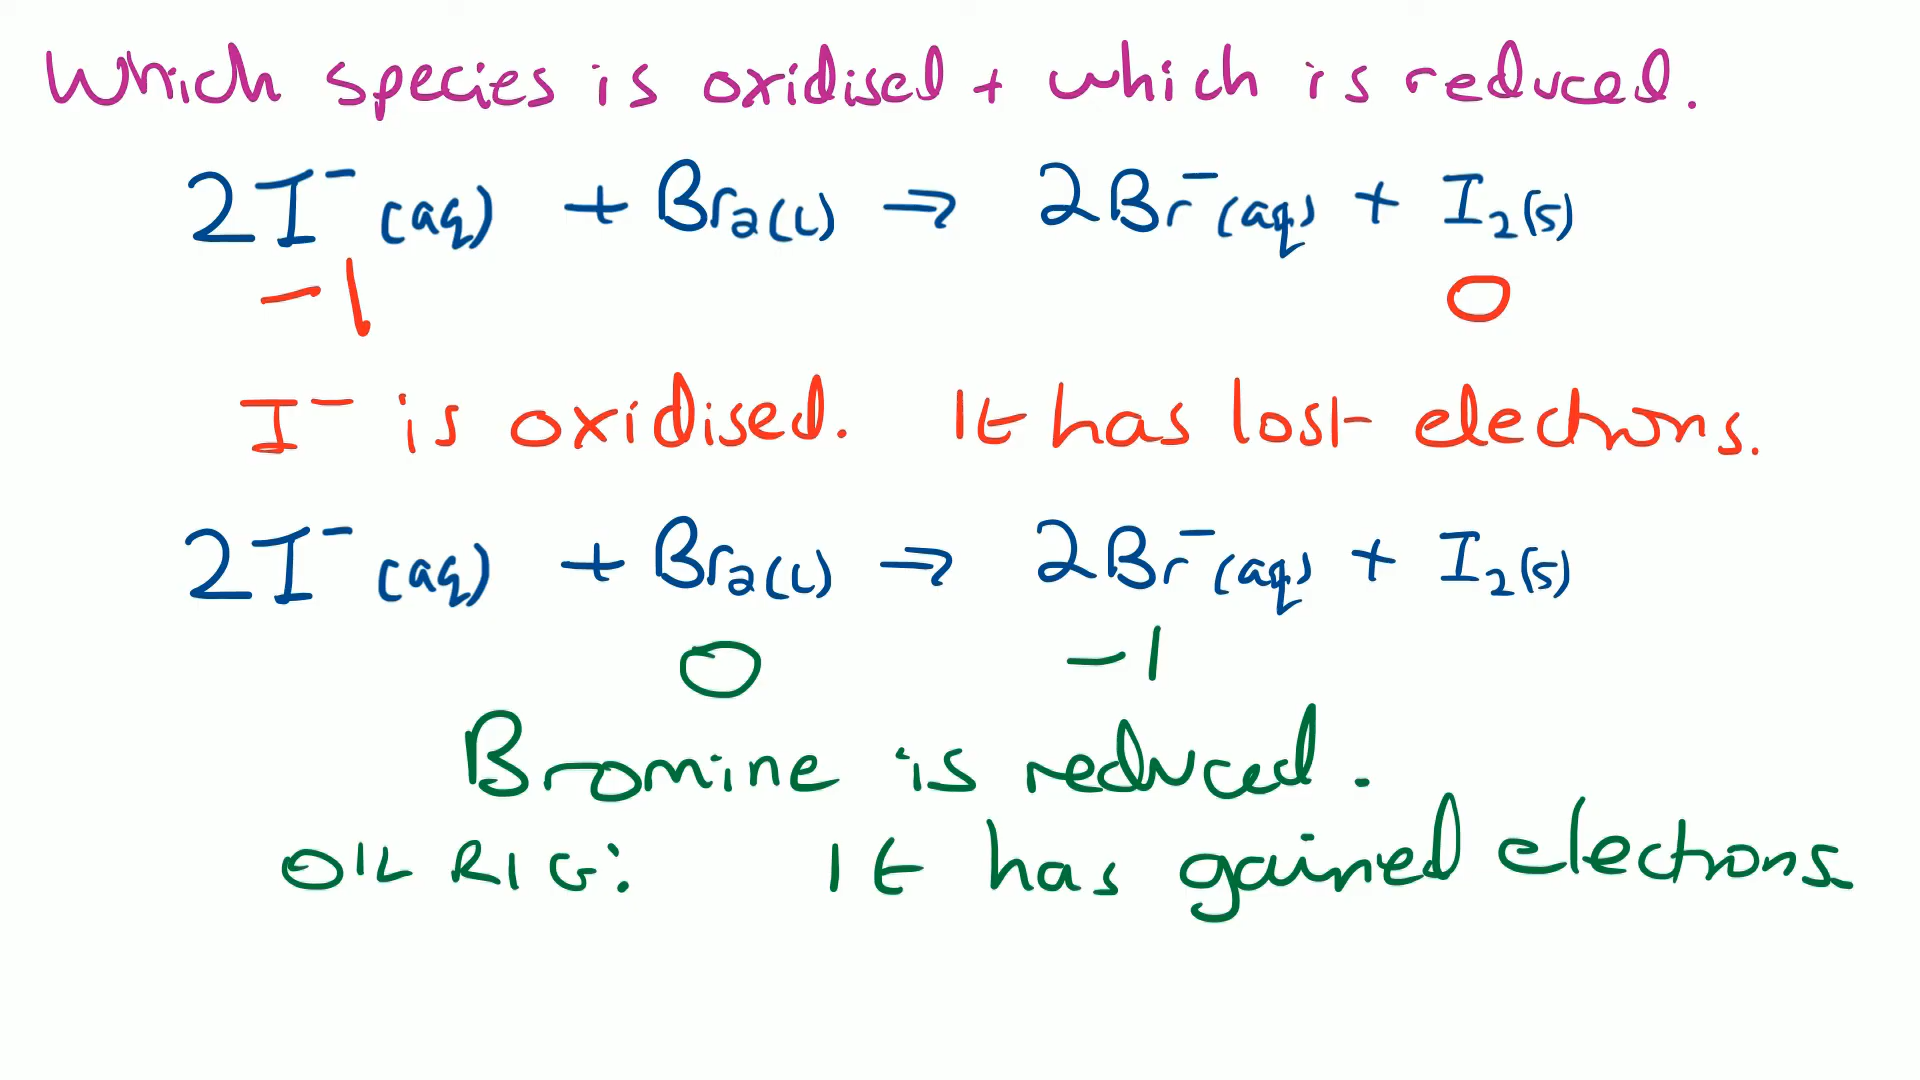 Which species is oxidised + which is reduced.
2I⁻(aq) + Br₂(l) → 2Br⁻(aq) + I₂(s)
-1 0
I⁻ is oxidised. It has lost electrons.
2I⁻(aq) + Br₂(l) → 2Br⁻(aq) + I₂(s)
0 -1
Bromine is reduced.
OIL RIG: It has gained electrons.